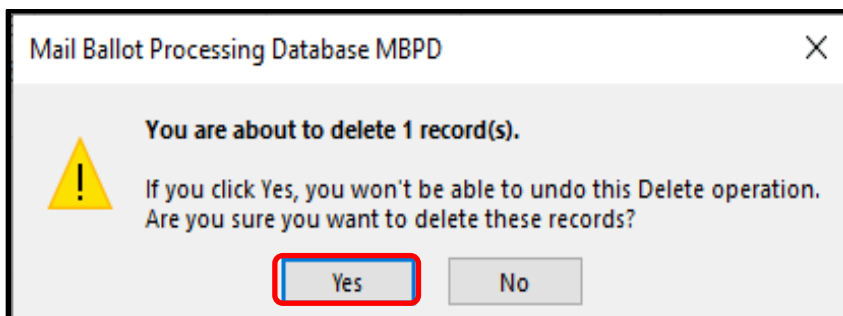 Mail Ballot Processing Database MBPD
You are about to delete 1 record(s).
If you click Yes, you won't be able to undo this Delete operation.
Are you sure you want to delete these records?
Yes No